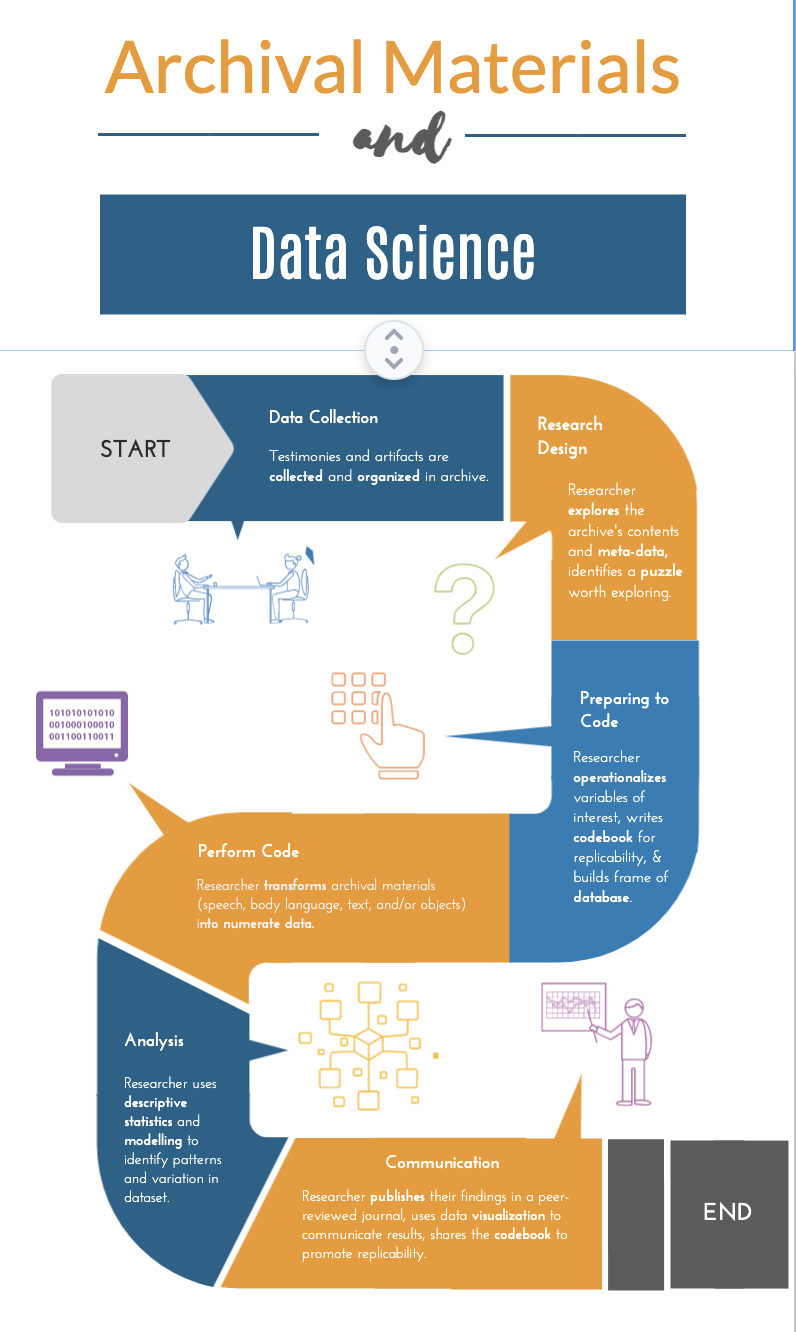 Archival Materials
and
Data Science
START
Data Collection
Testimonies and artifacts are
collected and organized in archive.
Research
Design
Researcher
explores the
archive's contents
and meta-data,
identifies a puzzle
worth exploring.
Preparing to
Code
Researcher
operationalizes
variables of
interest, writes
codebook for
replicability, &
builds frame of
database.
101010101010
001000100010
001100110011
Perform Code
Researcher transforms archival materials
(speech, body language, text, and/or objects)
into numerate data.
Analysis
Researcher uses
descriptive
statistics and
modelling to
identify patterns
and variation in
dataset.
Communication
Researcher publishes their findings in a peer-
reviewed journal, uses data visualization to
communicate results, shares the codebook to
promote replicability.
END